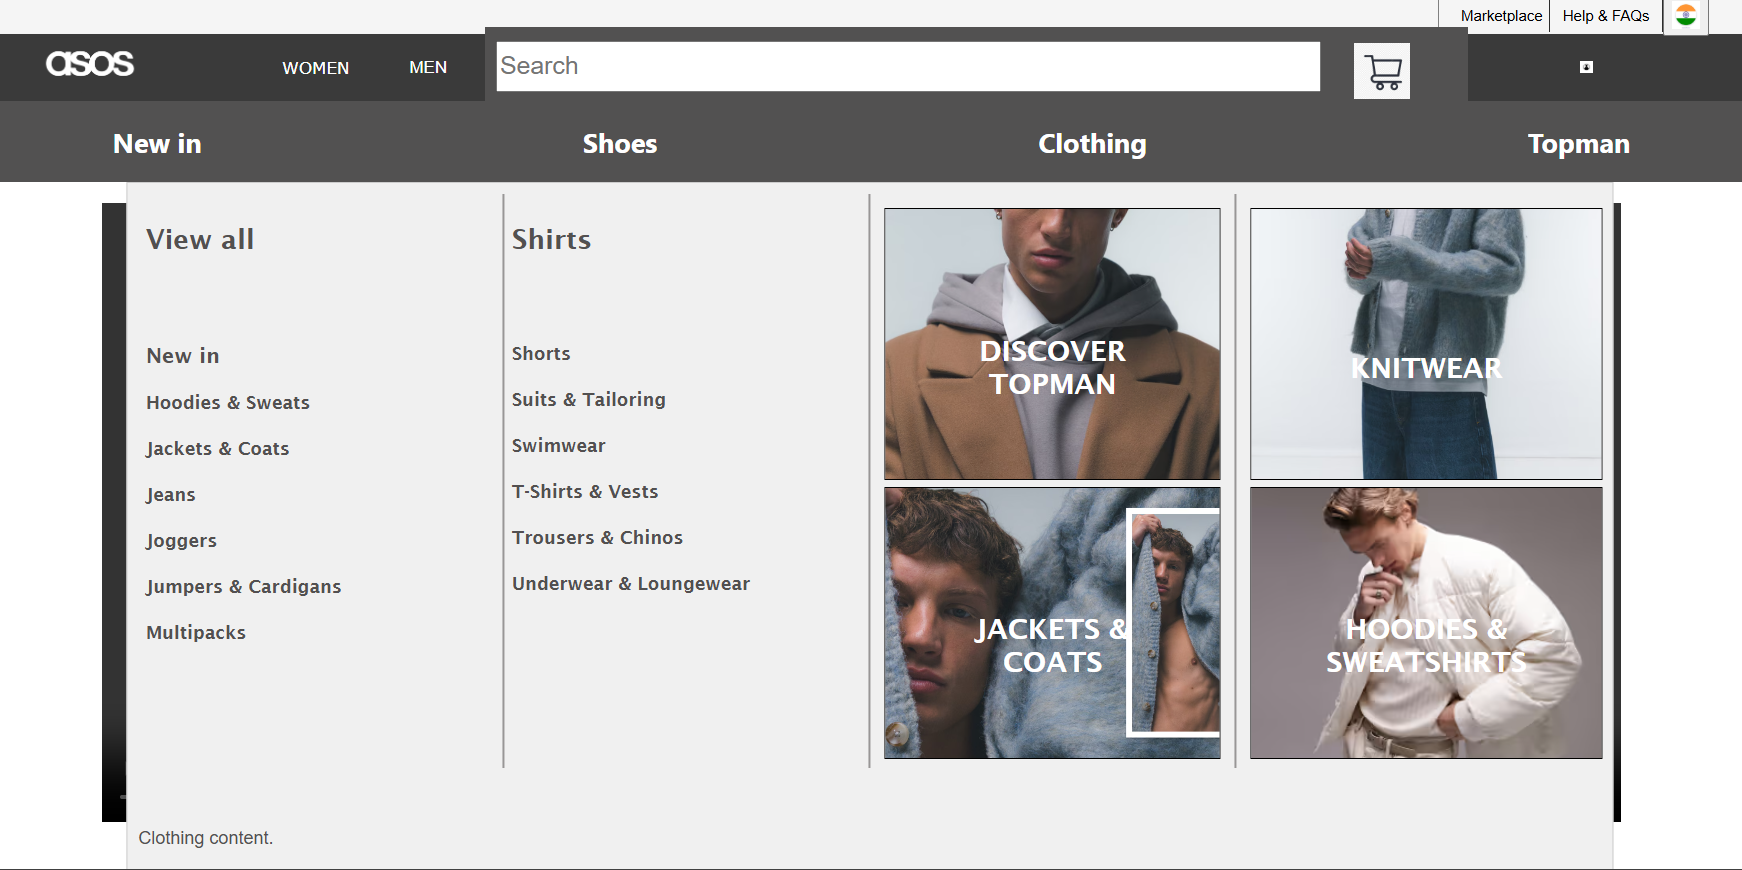 Marketplace
Help & FAQs
asos
WOMEN
MEN
Search
New in
Shoes
Clothing
Topman
View all
New in
Hoodies & Sweats
Jackets & Coats
Jeans
Joggers
Jumpers & Cardigans
Multipacks
Shirts
Shorts
Suits & Tailoring
Swimwear
T-Shirts & Vests
Trousers & Chinos
Underwear & Loungewear
DISCOVER
TOPMAN
KNITWEAR
JACKETS &
COATS
HOODIES &
SWEATSHIRTS
Clothing content.